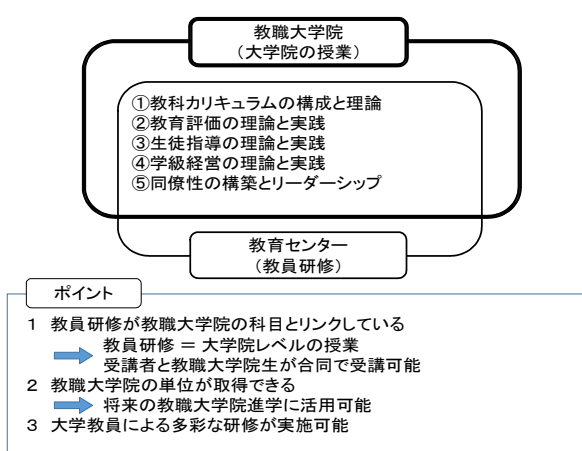 教職大学院
（大学院の授業）
①教科カリキュラムの構成と理論
②教育評価の理論と実践
③生徒指導の理論と実践
④学級経営の理論と実践
⑤同僚性の構築とリーダーシップ
教育センター
（教員研修）
ポイント
１ 教員研修が教職大学院の科目とリンクしている
教員研修 ＝ 大学院レベルの授業
受講者と教職大学院生が合同で受講可能
２ 教職大学院の単位が取得できる
将来の教職大学院進学に活用可能
３ 大学教員による多彩な研修が実施可能